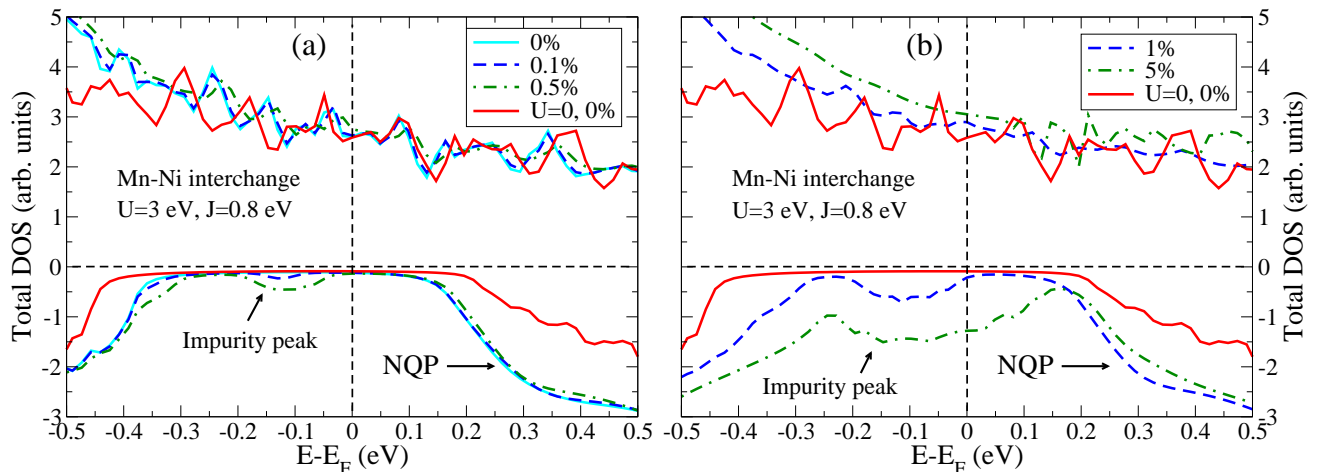 (a)
0%
0.1%
0.5%
U=0, 0%
Mn-Ni interchange
U=3 eV, J=0.8 eV
Impurity peak
NQP
Total DOS (arb. units)
5
4
3
2
1
0
-1
-2
-3
-0.5 -0.4 -0.3 -0.2 -0.1 0 0.1 0.2 0.3 0.4 0.5
E-E_F (eV)
(b)
1%
5%
U=0, 0%
Mn-Ni interchange
U=3 eV, J=0.8 eV
Impurity peak
NQP
5
4
3
2
1
0
-1
-2
-3
Total DOS (arb. units)
-0.5 -0.4 -0.3 -0.2 -0.1 0 0.1 0.2 0.3 0.4 0.5
E-E_F (eV)